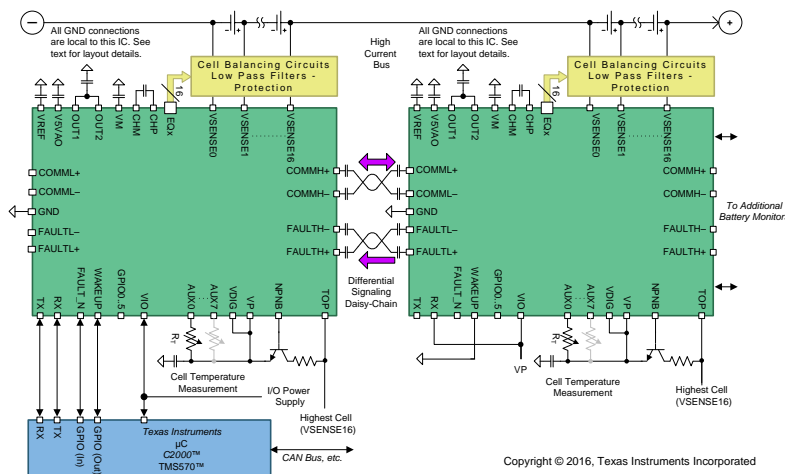 All GND connections
are local to this IC. See
text for layout details.
High
Current
Bus
All GND connections
are local to this IC. See
text for layout details.
Cell Balancing Circuits
Low Pass Filters -
Protection
Cell Balancing Circuits
Low Pass Filters -
Protection
16
16
VREF
V5VAO
OUT1
OUT2
VM
CHM
CHP
EQx
VSENSE0
VSENSE1
VSENSE16
VREF
V5VAO
OUT1
OUT2
VM
CHM
CHP
EQx
VSENSE0
VSENSE1
VSENSE16
COMML+
COMML–
GND
FAULTL–
FAULTL+
COMMH+
COMMH–
FAULTH–
FAULTH+
COMML+
COMML–
GND
FAULTL–
FAULTL+
COMMH+
COMMH–
FAULTH–
FAULTH+
To Additional
Battery Monitor
Differential
Signaling
Daisy-Chain
TX
RX
FAULT_N
WAKEUP
GPIO0..5
VIO
AUX0
AUX7
VDIG
VP
NPNB
TOP
TX
RX
FAULT_N
WAKEUP
GPIO0..5
VIO
AUX0
AUX7
VDIG
VP
NPNB
TOP
RT
RT
Cell Temperature
Measurement
I/O Power
Supply
Highest Cell
(VSENSE16)
VP
Cell Temperature
Measurement
Highest Cell
(VSENSE16)
RX
TX
GPIO (In)
GPIO (Out)
Texas Instruments
µC
C2000™
TMS570™
CAN Bus, etc.
Copyright © 2016, Texas Instruments Incorporated